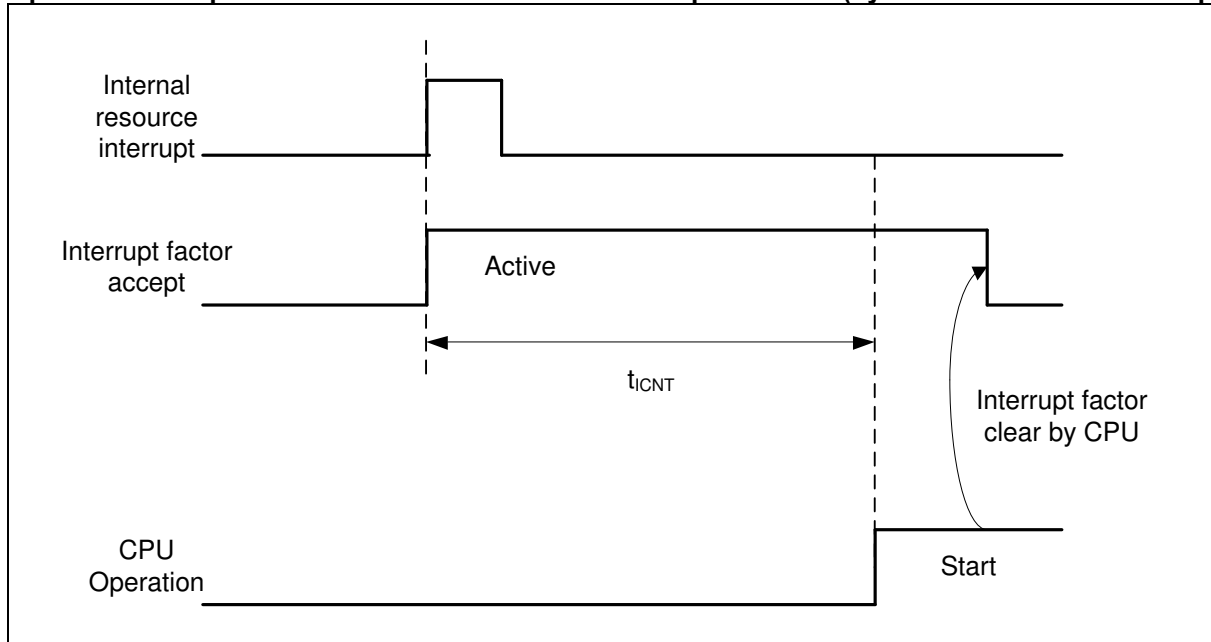 Internal
resource
interrupt
Interrupt factor
accept
Active
tICNT
Interrupt factor
clear by CPU
CPU
Operation
Start